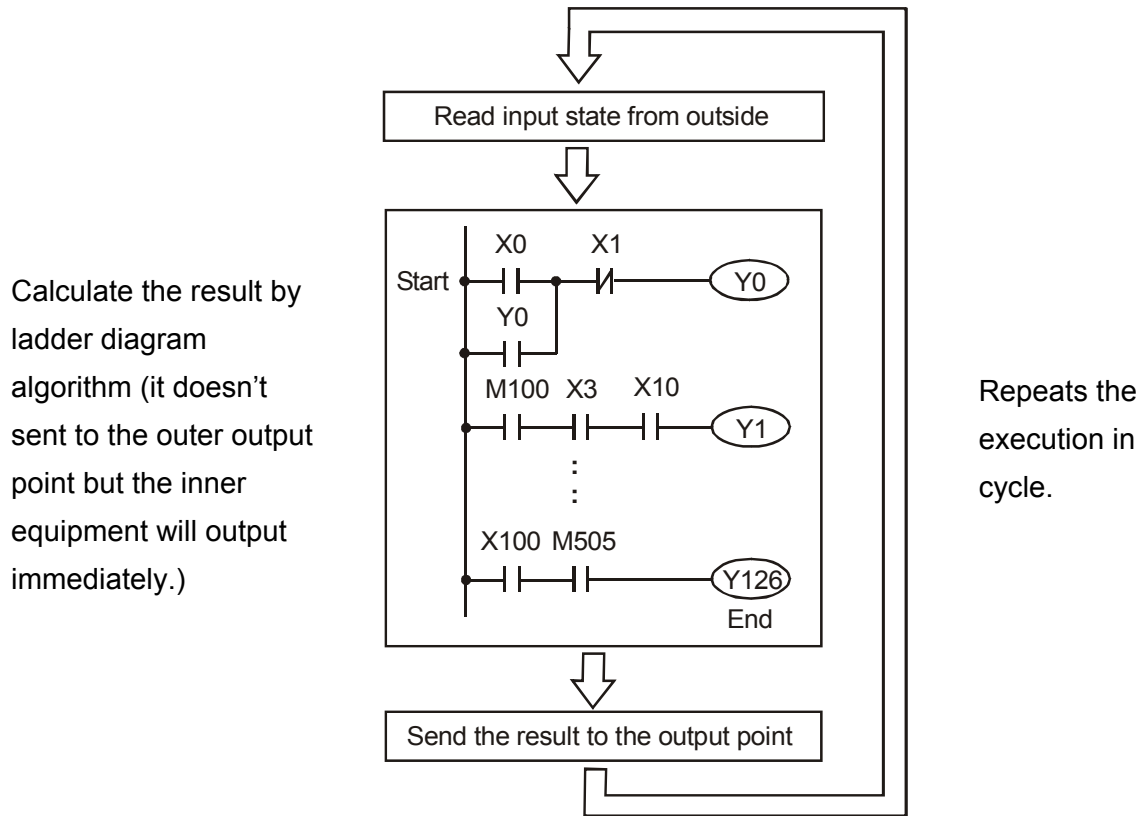 Read input state from outside
X0 X1
Start Y0
Y0
M100 X3 X10
Y1
:
:
X100 M505
Y126
End
Send the result to the output point
Calculate the result by
ladder diagram
algorithm (it doesn’t
sent to the outer output
point but the inner
equipment will output
immediately.)
Repeats the
execution in
cycle.